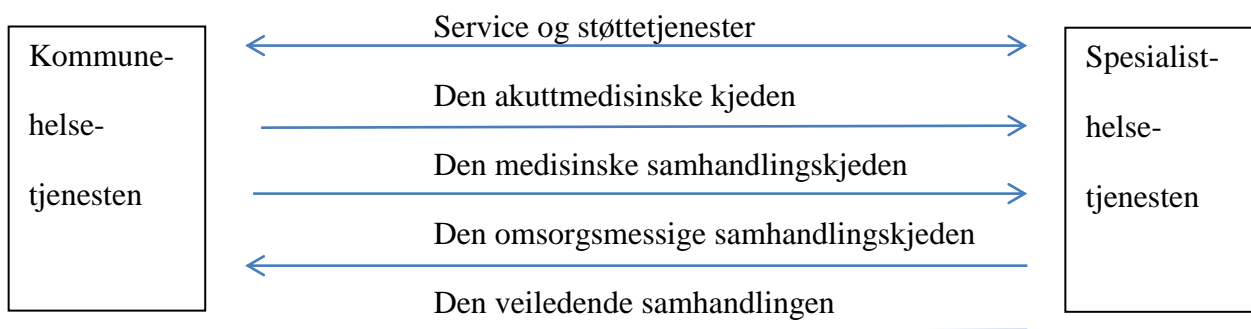 Kommune-
helse-
tjenesten
Service og støttetjenester
Den akuttmedisinske kjeden
Den medisinske samhandlingskjeden
Den omsorgsmessige samhandlingskjeden
Den veiledende samhandlingen
Spesialist-
helse-
tjenesten